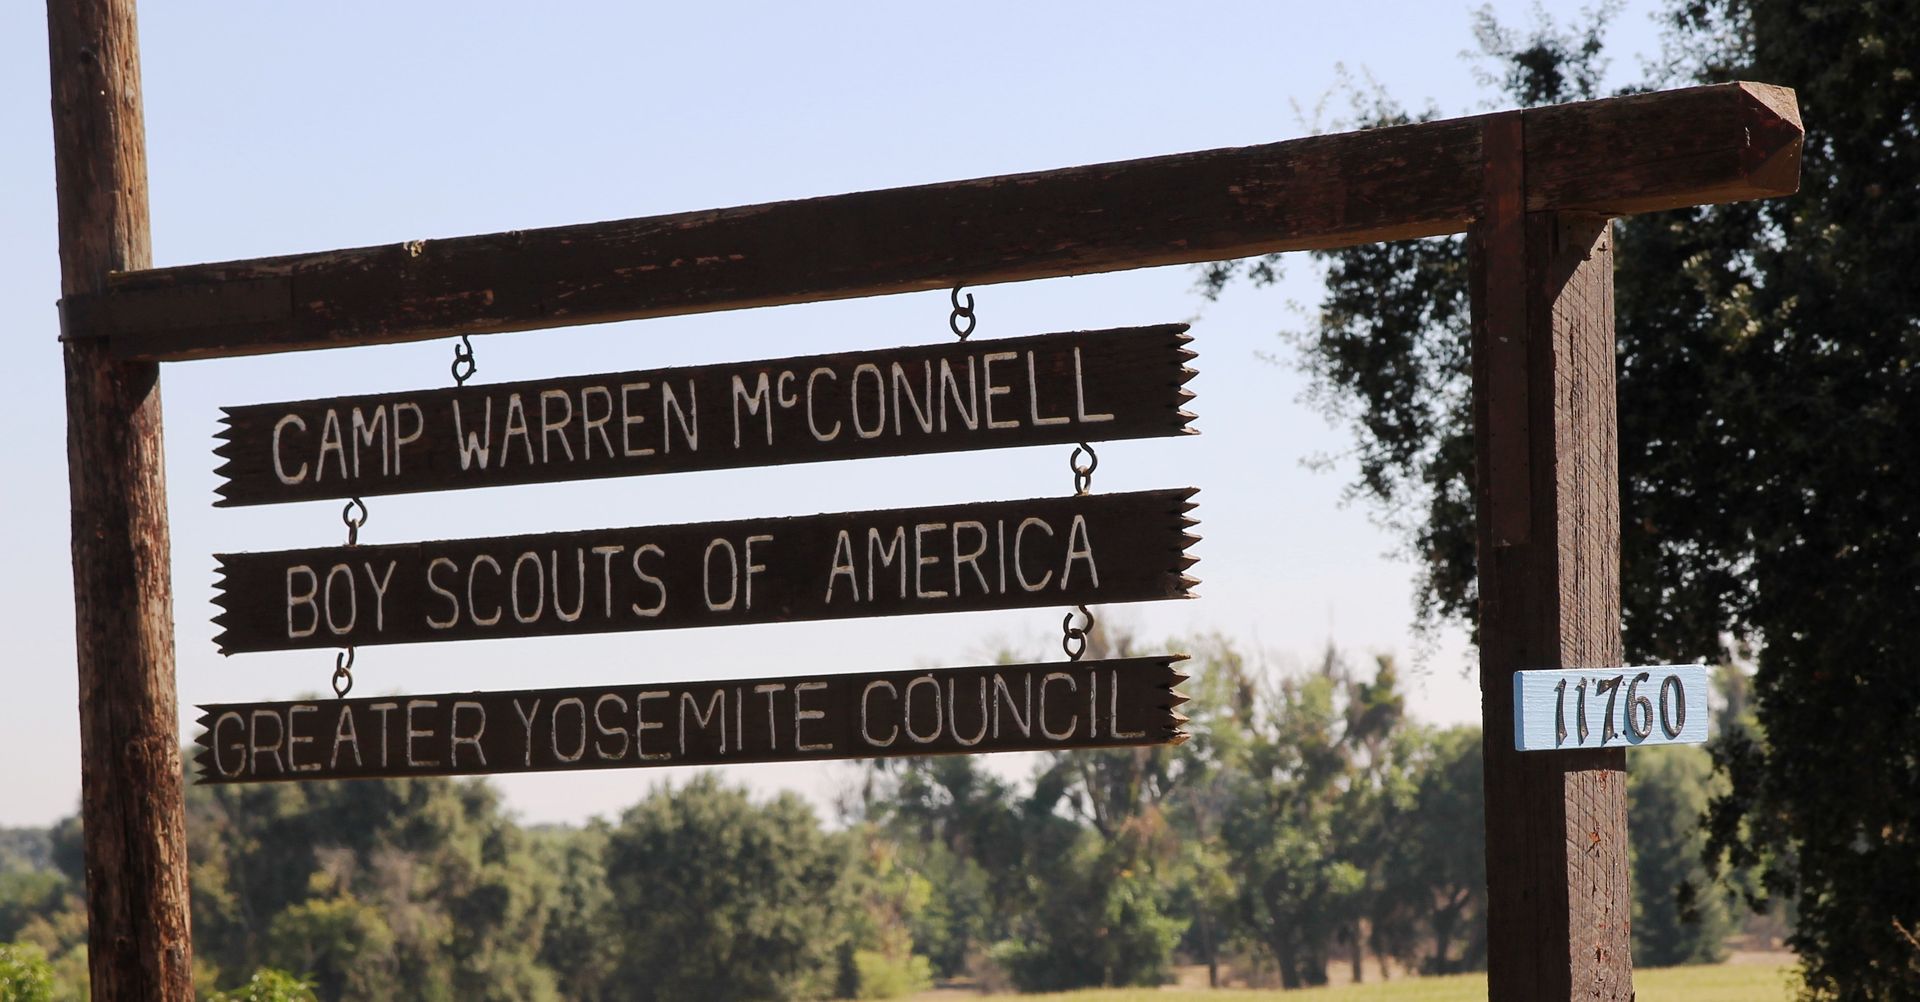 CAMP WARREN McCONNELL
BOY SCOUTS OF AMERICA
GREATER YOSEMITE COUNCIL
11760